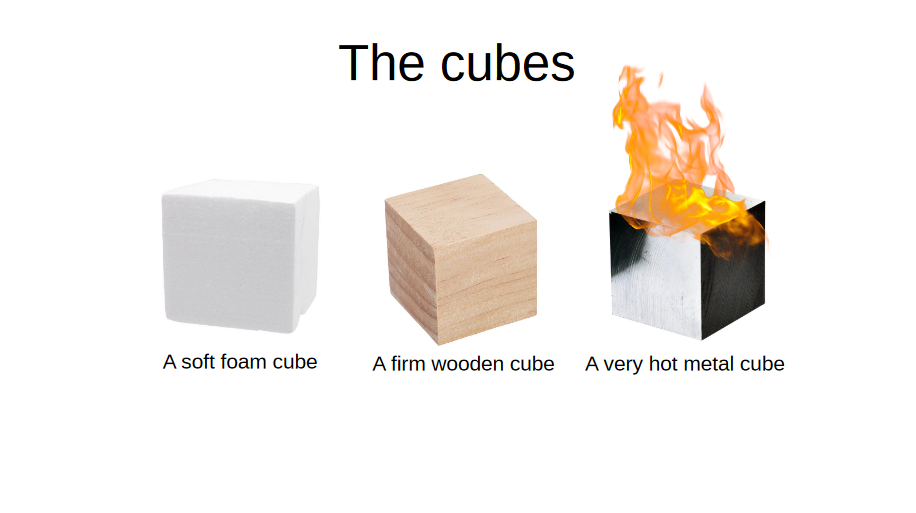 The cubes
A soft foam cube
A firm wooden cube
A very hot metal cube